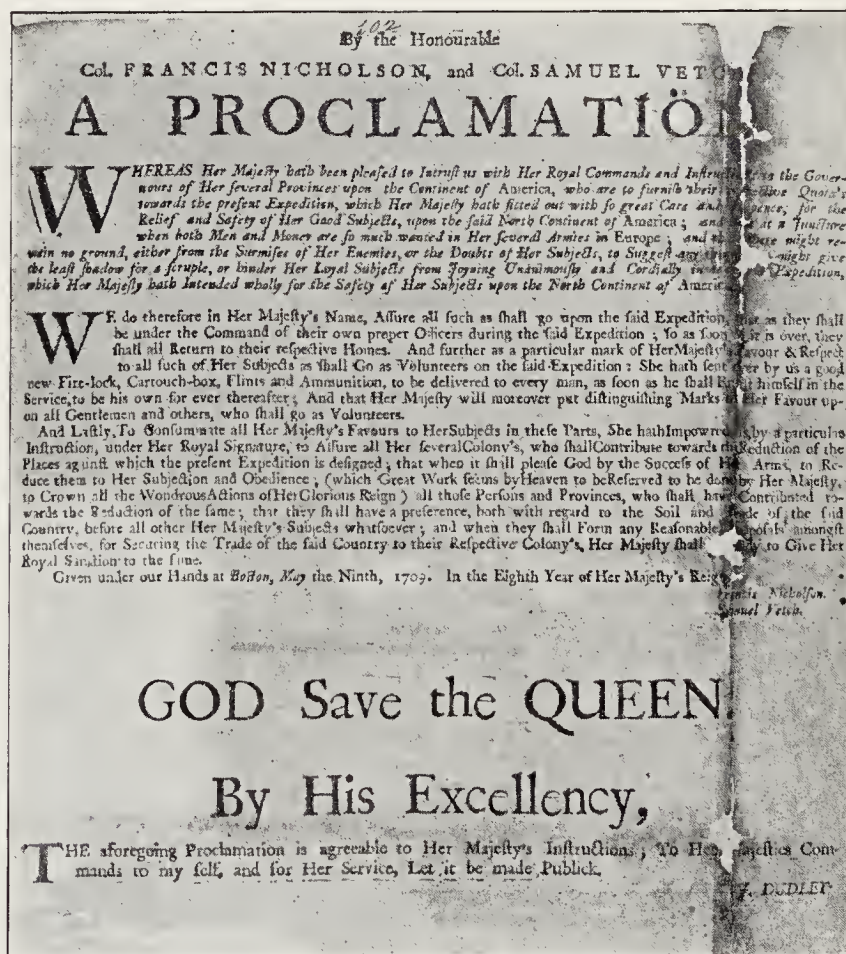 102
By the Honourable
Col. FRANCIS NICHOLSON, and Col. SAMUEL VETC
A PROCLAMATION
WHEREAS Her Majeſty hath been pleaſed to Intruſt us with Her Royal Commands and Inſtruc to the Gover-
nours of Her ſeveral Provinces upon the Continent of America, who are to furniſh their ective Quota's
towards the preſent Expedition, which Her Majeſty hath fitted out with ſo great Care and pence, for the
Relief and Safety of Her Good Subjects, upon the ſaid North Continent of America; and at a Juncture
when both Men and Money are ſo much wanted in Her ſeveral Armies in Europe; and might re-
main no ground, either from the Surmiſes of Her Enemies, or the Doubts of Her Subjects, to Suggeſt any might give
the leaſt ſhadow for a ſcruple, or hinder Her Loyal Subjects from Joyning Unanimouſly and Cordially in Expedition,
which Her Majeſty hath Intended wholly for the Safety of Her Subjects upon the North Continent of Americ
WE do therefore in Her Majeſty's Name, Aſſure all ſuch as ſhall go upon the ſaid Expedition, as they ſhall
be under the Command of their own proper Officers during the ſaid Expedition; ſo as ſoon it is over, they
ſhall all Return to their reſpective Homes. And further as a particular mark of HerMajeſty's Favour & Reſpect
to all ſuch of Her Subjects as ſhall Go as Volunteers on the ſaid Expedition: She hath ſent over by us a good
new Fire-lock, Cartouch-box, Flints and Ammunition, to be delivered to every man, as ſoon as he ſhall himſelf in the
Service, to be his own for ever thereafter; And that Her Majeſty will moreover put diſtinguiſhing Marks Her Favour up-
on all Gentlemen and others, who ſhall go as Volunteers.
And Laſtly, To Conſummate all Her Majeſty's Favours to HerSubjects in theſe Parts, She hathImpowred us by a particular
Inſtruction, under Her Royal Signature, to Aſſure all Her ſeveralColony's, who ſhallContribute towards the Reduction of the
Places againſt which the preſent Expedition is deſigned; that when it ſhall pleaſe God by the Succeſs of Her Arms, to Re-
duce them to Her Subjection and Obedience; (which Great Work ſeems byHeaven to beReſerved to be done by Her Majeſty,
to Crown all the WondrousActions ofHerGlorious Reign) all thoſe Perſons and Provinces, who ſhall have Contributed to-
wards the Reduction of the ſame; that they ſhall have a preference, both with regard to the Soil and Trade of the ſaid
Country, before all other Her Majeſty's Subjects whatſoever; and when they ſhall Form any Reaſonable Propoſals amongſt
themſelves, for Securing the Trade of the ſaid Country to their Reſpective Colony's, Her Majeſty ſhall to Give Her
Royal Sanction to the ſame.
Given under our Hands at Boſton, May the Ninth, 1709. In the Eighth Year of Her Majeſty's Reig
Francis Nicholſon.
Samuel Vetch.
GOD Save the QUEEN.
By His Excellency,
THE aforegoing Proclamation is agreeable to Her Majeſty's Inſtructions; To Her Majeſties Com-
mands to my ſelf, and for Her Service, Let it be made Publick.
J. DUDLEY